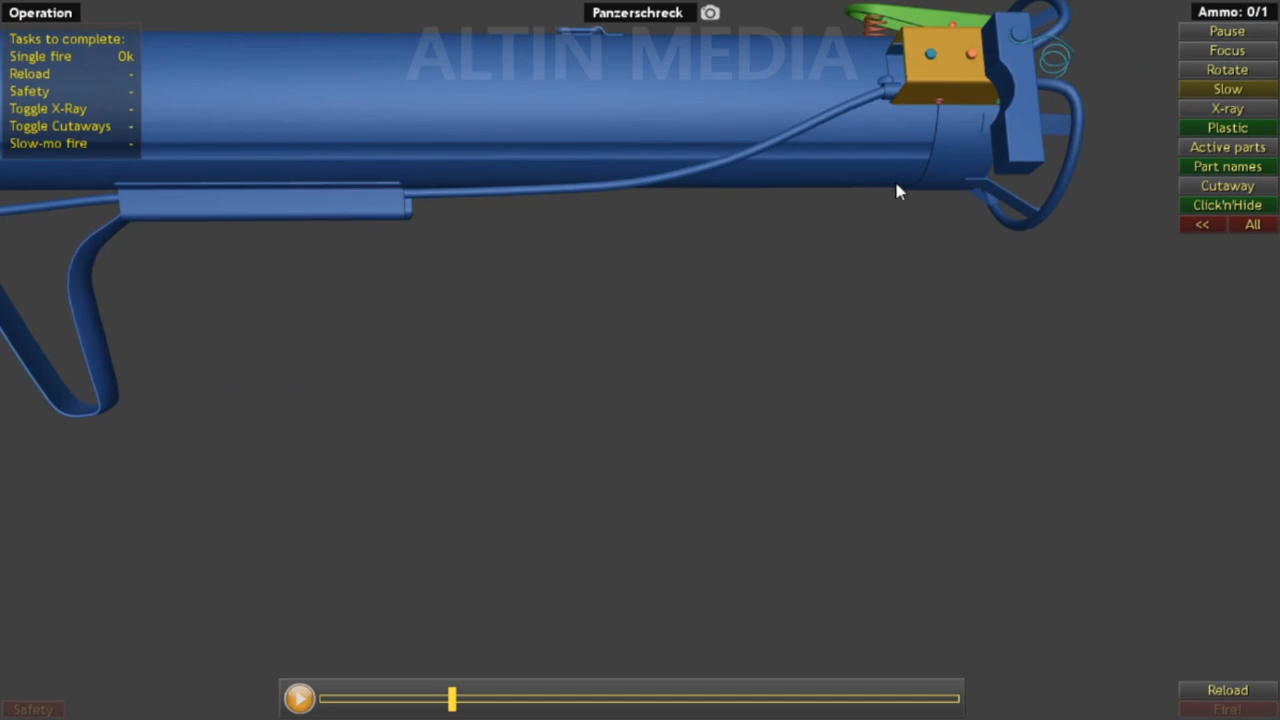 Operation
Panzerschreck
Ammo: 0/1
ALTIN MEDIA
Tasks to complete:
Single fire Ok
Reload -
Safety -
Toggle X-Ray -
Toggle Cutaways -
Slow-mo fire -
Pause
Focus
Rotate
Slow
X-ray
Plastic
Active parts
Part names
Cutaway
Click'n'Hide
<< All
Reload
Safety
Fire!